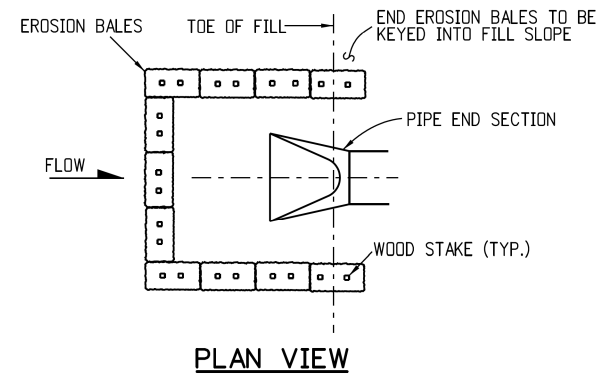 END EROSION BALES TO BE
KEYED INTO FILL SLOPE
EROSION BALES
TOE OF FILL
PIPE END SECTION
FLOW
WOOD STAKE (TYP.)
PLAN VIEW